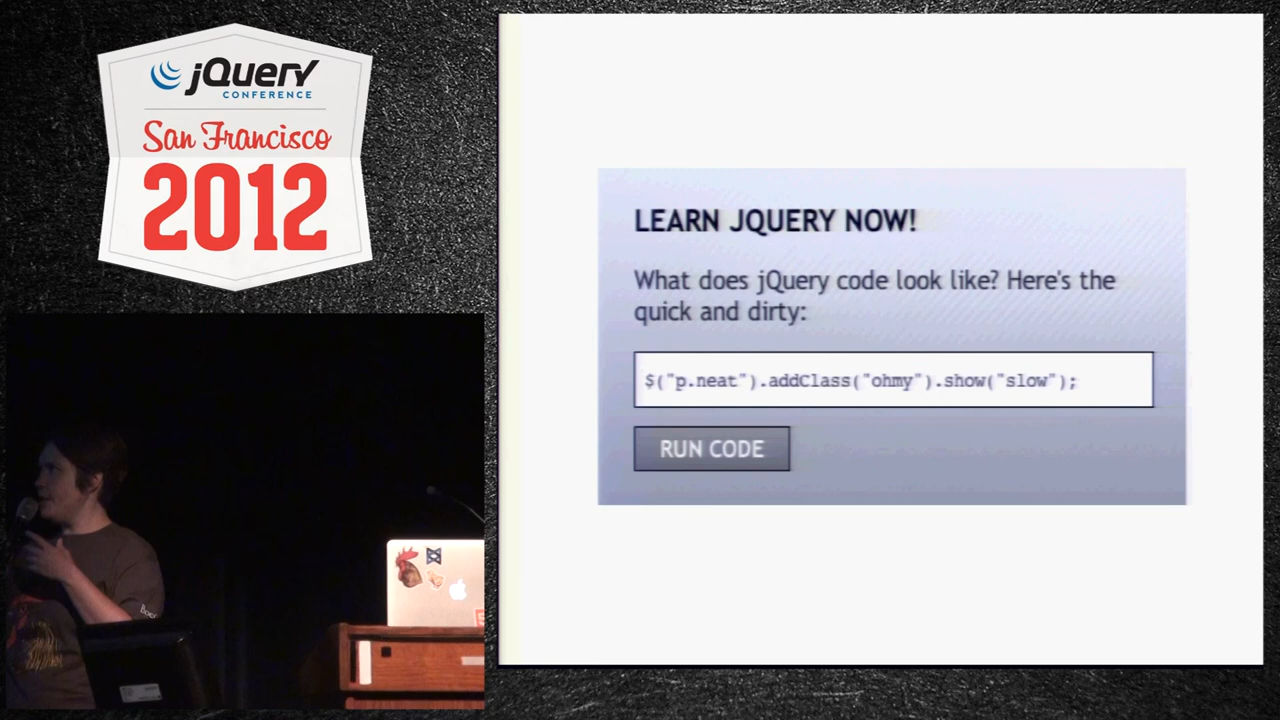 jQuery
CONFERENCE
San Francisco
2012
LEARN JQUERY NOW!
What does jQuery code look like? Here's the
quick and dirty:
$("p.neat").addClass("ohmy").show("slow");
RUN CODE